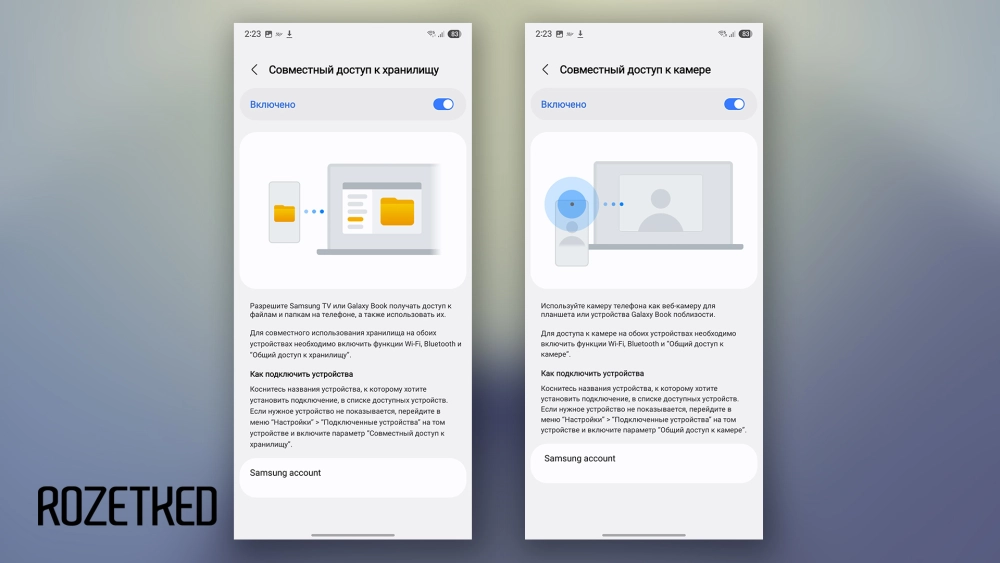 2:23
83
Совместный доступ к хранилищу
Включено
Разрешите Samsung TV или Galaxy Book получать доступ к
файлам и папкам на телефоне, а также использовать их.
Для совместного использования хранилища на обоих
устройствах необходимо включить функции Wi-Fi, Bluetooth и
"Общий доступ к хранилищу".
Как подключить устройства
Коснитесь названия устройства, к которому хотите
установить подключение, в списке доступных устройств.
Если нужное устройство не показывается, перейдите в
меню "Настройки" > "Подключенные устройства" на том
устройстве и включите параметр "Совместный доступ к
хранилищу".
Samsung account
2:23
83
Совместный доступ к камере
Включено
Используйте камеру телефона как веб-камеру для
планшета или устройства Galaxy Book поблизости.
Для доступа к камере на обоих устройствах необходимо
включить функции Wi-Fi, Bluetooth и "Общий доступ к
камере".
Как подключить устройства
Коснитесь названия устройства, к которому хотите
установить подключение, в списке доступных устройств.
Если нужное устройство не показывается, перейдите в
меню "Настройки" > "Подключенные устройства" на том
устройстве и включите параметр "Общий доступ к камере".
Samsung account
ROZETKED